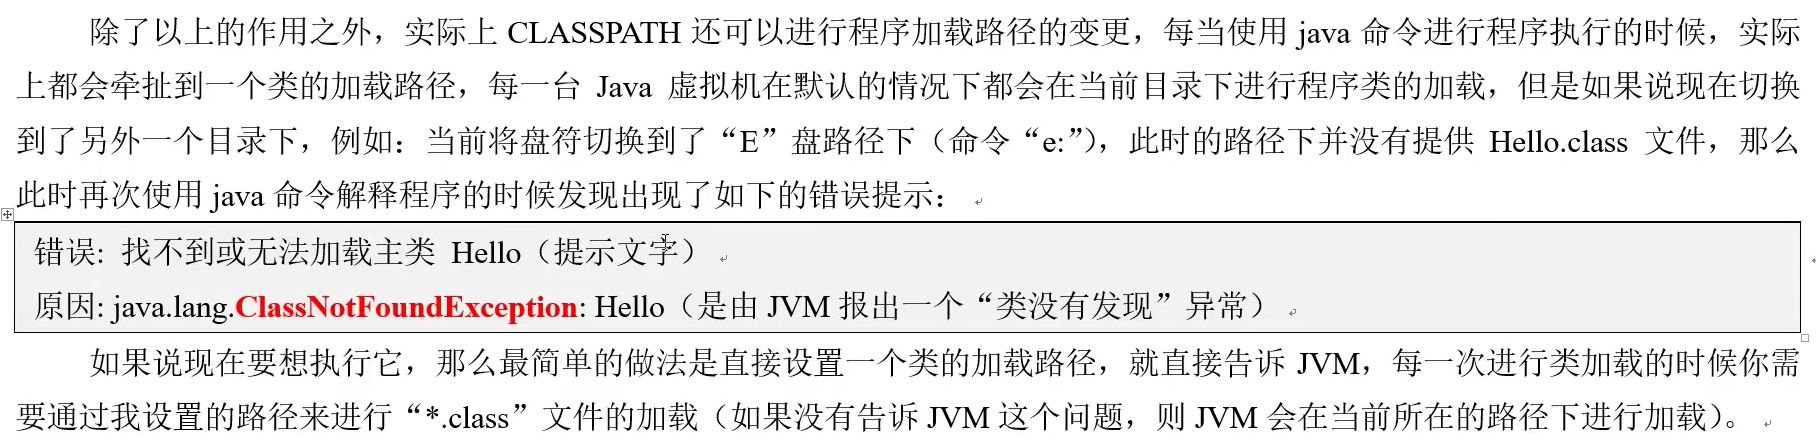 除了以上的作用之外，实际上 CLASSPATH 还可以进行程序加载路径的变更，每当使用 java 命令进行程序执行的时候，实际
上都会牵扯到一个类的加载路径，每一台 Java 虚拟机在默认的情况下都会在当前目录下进行程序类的加载，但是如果说现在切换
到了另外一个目录下，例如：当前将盘符切换到了“E”盘路径下（命令“e:”），此时的路径下并没有提供 Hello.class 文件，那么
此时再次使用 java 命令解释程序的时候发现出现了如下的错误提示：
错误: 找不到或无法加载主类 Hello（提示文字）
原因: java.lang.ClassNotFoundException: Hello（是由 JVM 报出一个“类没有发现”异常）
如果说现在要想执行它，那么最简单的做法是直接设置一个类的加载路径，就直接告诉 JVM，每一次进行类加载的时候你需
要通过我设置的路径来进行“*.class”文件的加载（如果没有告诉 JVM 这个问题，则 JVM 会在当前所在的路径下进行加载）。